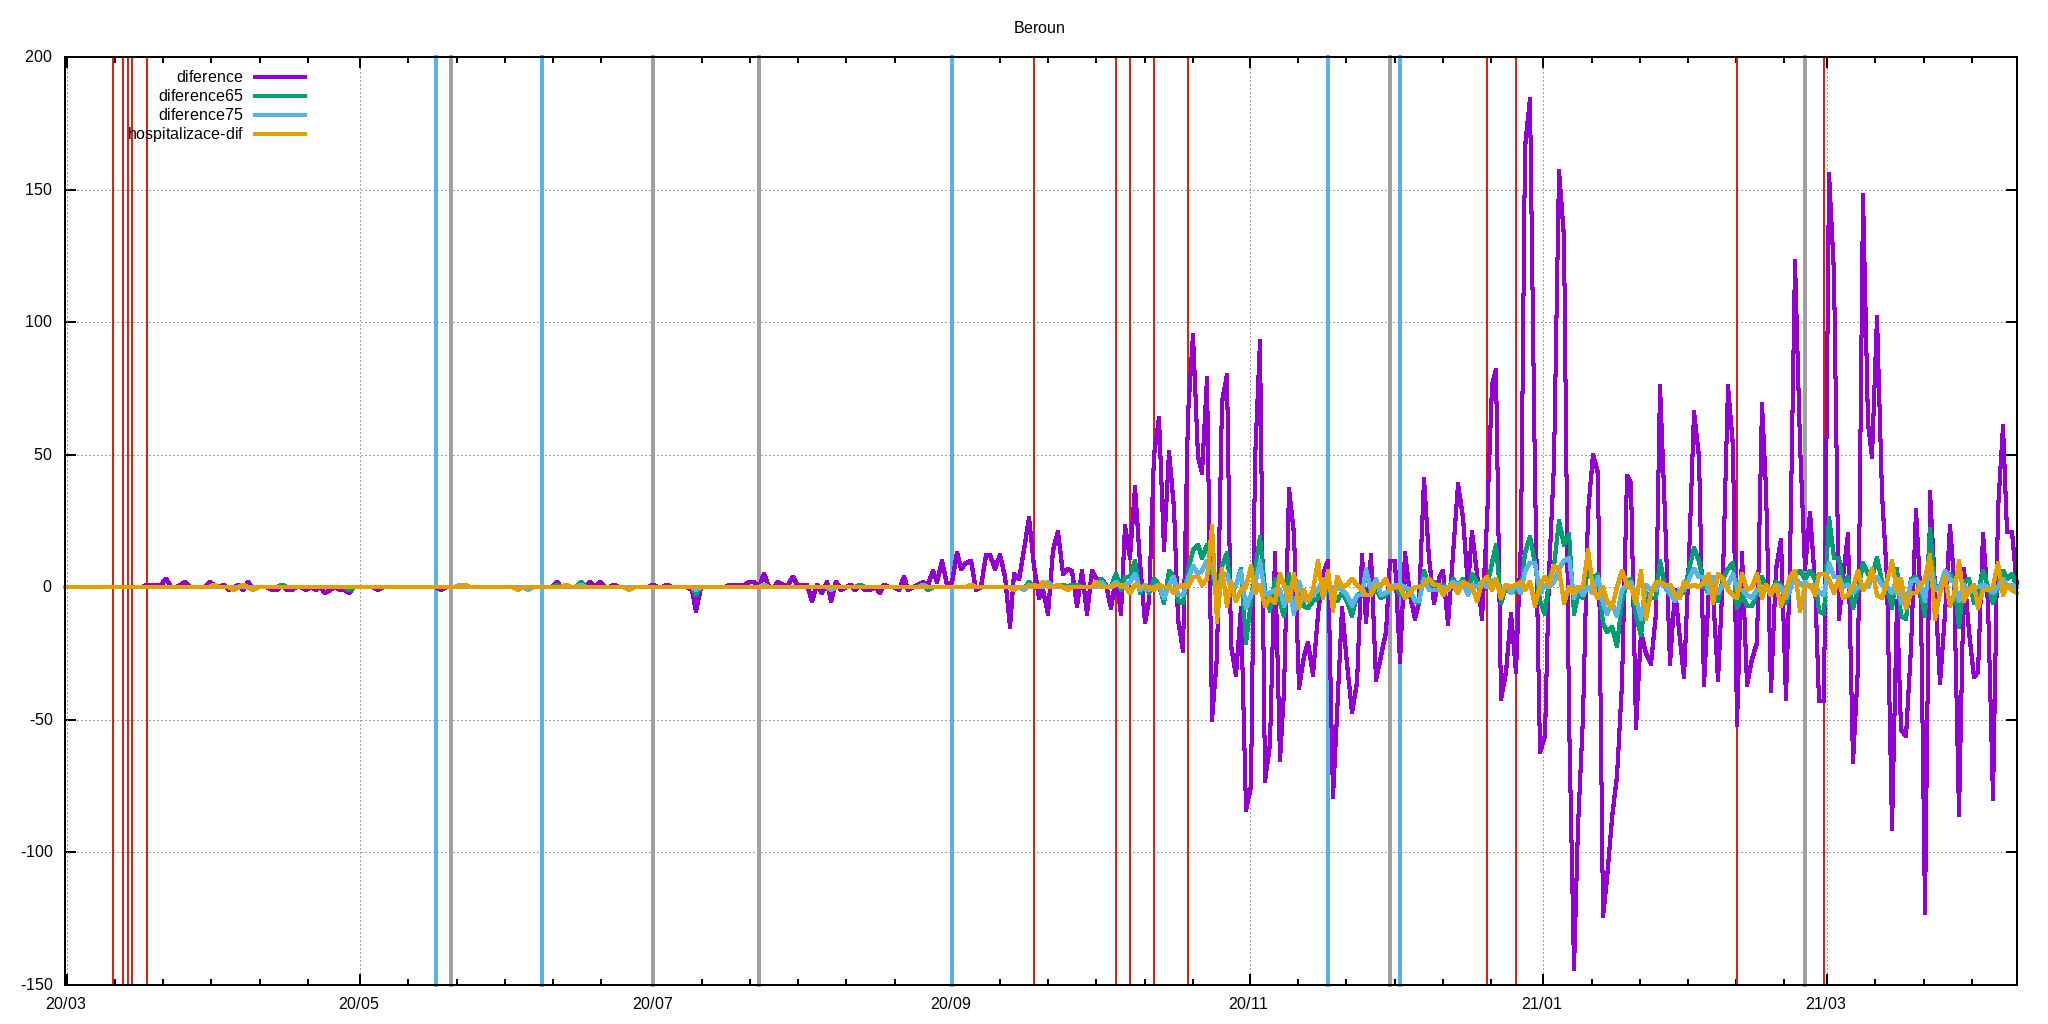 Beroun
200
diference
diference65
diference75
hospitalizace-dif
150
100
50
0
-50
-100
-150
20/03 20/05 20/07 20/09 20/11 21/01 21/03